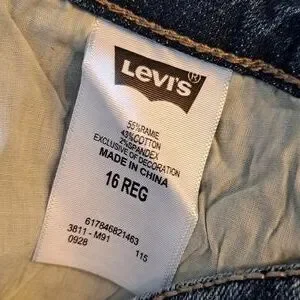 Levi's®
55%RAMIE
43%COTTON
2%SPANDEX
EXCLUSIVE OF DECORATION
MADE IN CHINA
16 REG
617846821463
3811 - M91 115
0928